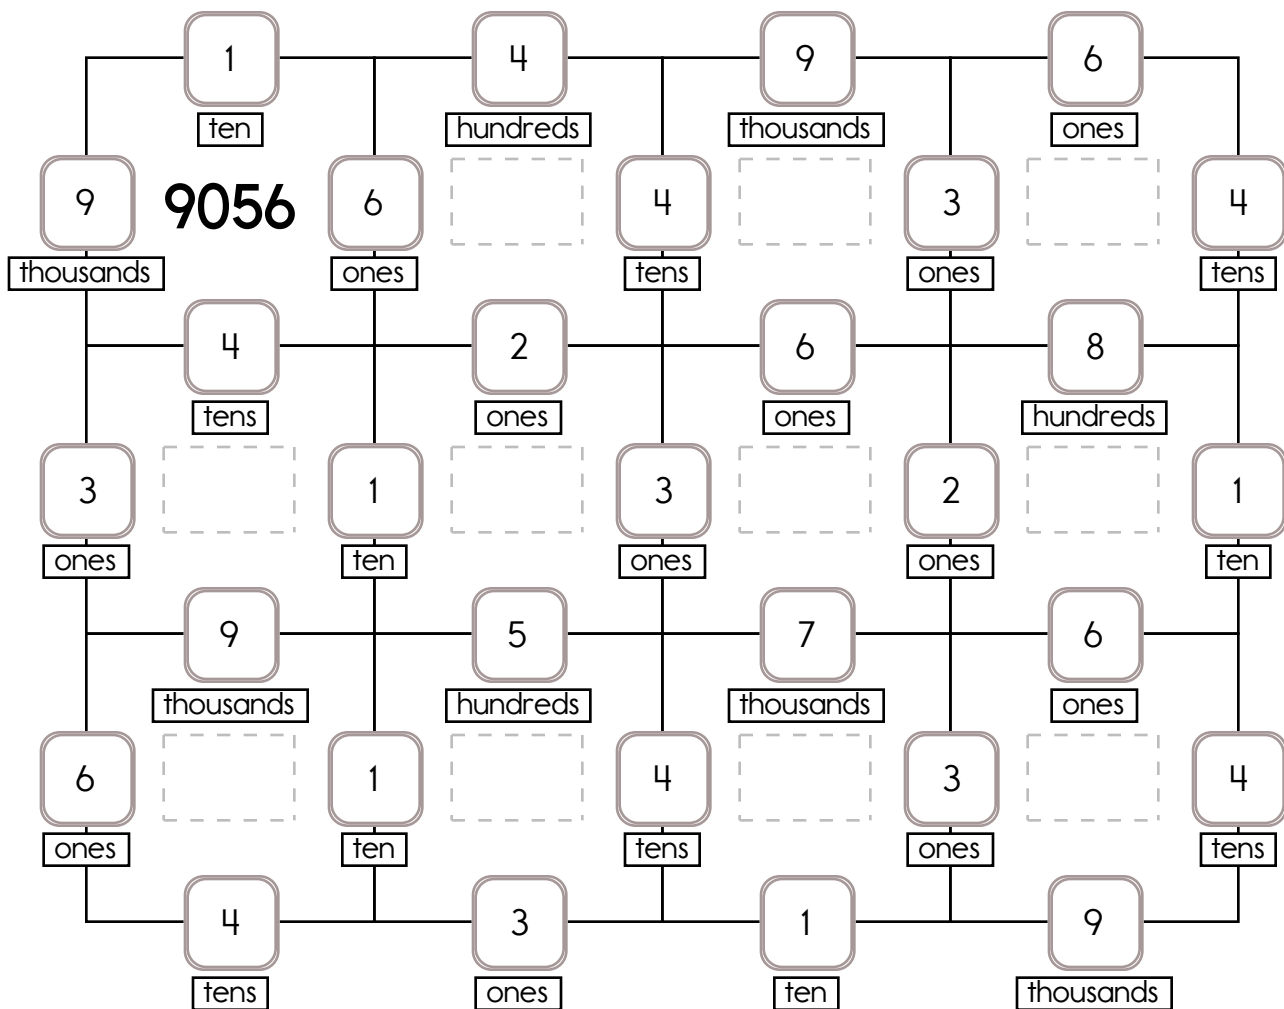 1 4 9 6
ten hundreds thousands ones
9 9056 6 4 3 4
thousands ones tens ones tens
4 2 6 8
tens ones ones hundreds
3 1 3 2 1
ones ten ones ones ten
9 5 7 6
thousands hundreds thousands ones
6 1 4 3 4
ones ten tens ones tens
4 3 1 9
tens ones ten thousands